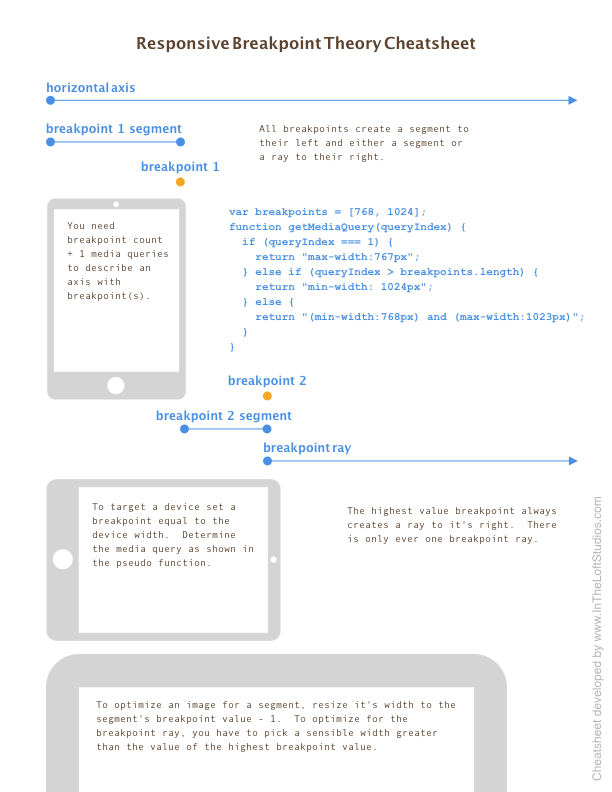 Responsive Breakpoint Theory Cheatsheet
horizontal axis
breakpoint 1 segment
All breakpoints create a segment to
their left and either a segment or
a ray to their right.
breakpoint 1
You need
breakpoint count
+ 1 media queries
to describe an
axis with
breakpoint(s).
var breakpoints = [768, 1024];
function getMediaQuery(queryIndex) {
  if (queryIndex === 1) {
    return "max-width:767px";
  } else if (queryIndex > breakpoints.length) {
    return "min-width: 1024px";
  } else {
    return "(min-width:768px) and (max-width:1023px)";
  }
}
breakpoint 2
breakpoint 2 segment
breakpoint ray
To target a device set a
breakpoint equal to the
device width.  Determine
the media query as shown in
the pseudo function.
The highest value breakpoint always
creates a ray to it's right.  There
is only ever one breakpoint ray.
To optimize an image for a segment, resize it's width to the
segment's breakpoint value - 1.  To optimize for the
breakpoint ray, you have to pick a sensible width greater
than the value of the highest breakpoint value.
Cheatsheet developed by www.InTheLoftStudios.com